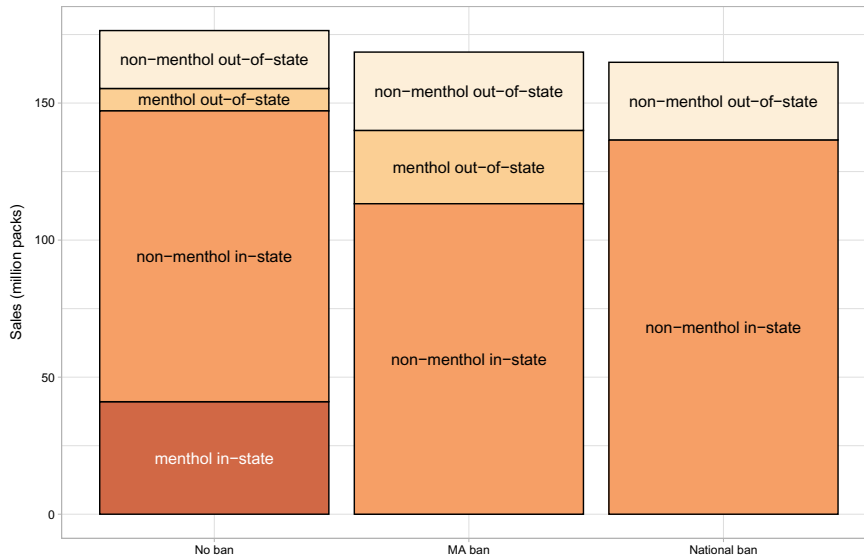 Sales (million packs)
150
100
50
0
non−menthol out−of−state
menthol out−of−state
non−menthol in−state
menthol in−state
non−menthol out−of−state
menthol out−of−state
non−menthol in−state
non−menthol out−of−state
non−menthol in−state
No ban
MA ban
National ban